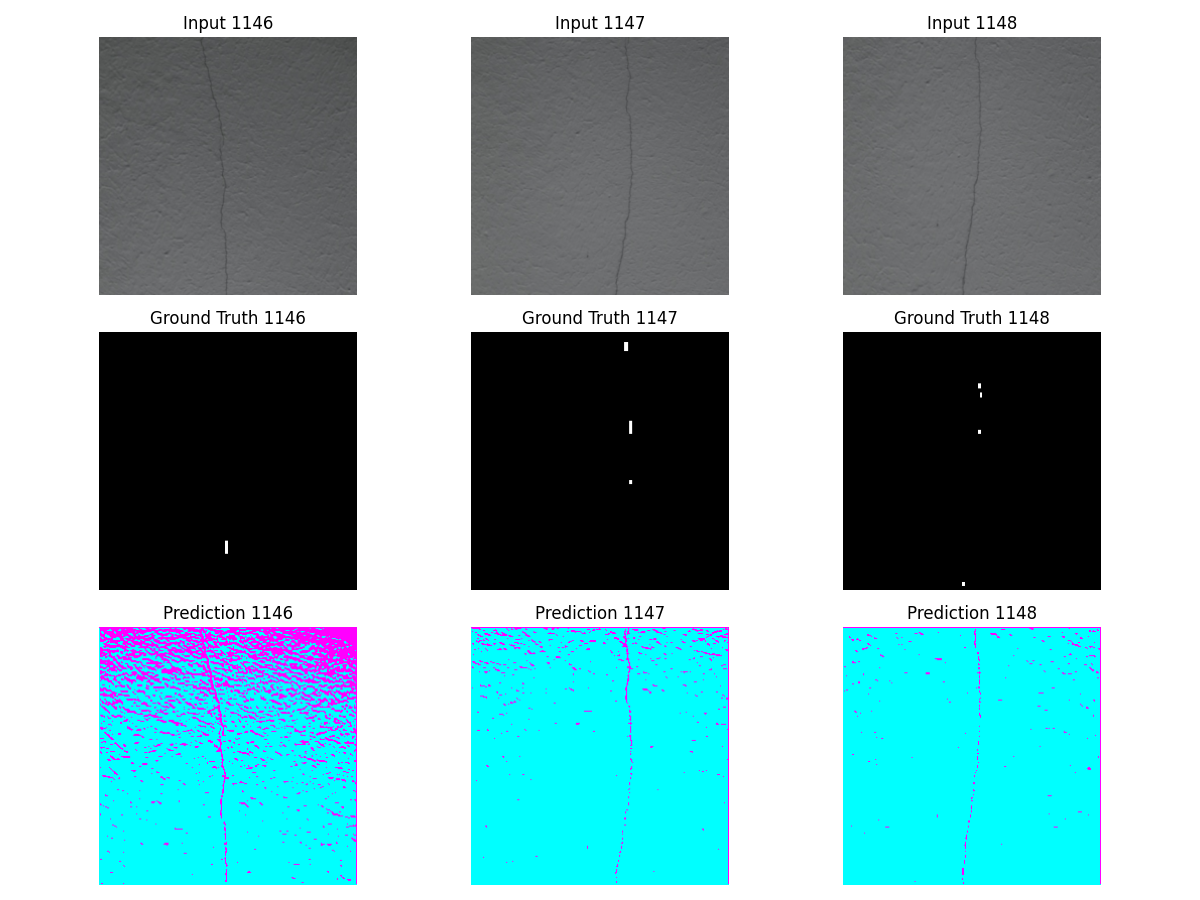 Input 1146
Input 1147
Input 1148
Ground Truth 1146
Ground Truth 1147
Ground Truth 1148
Prediction 1146
Prediction 1147
Prediction 1148